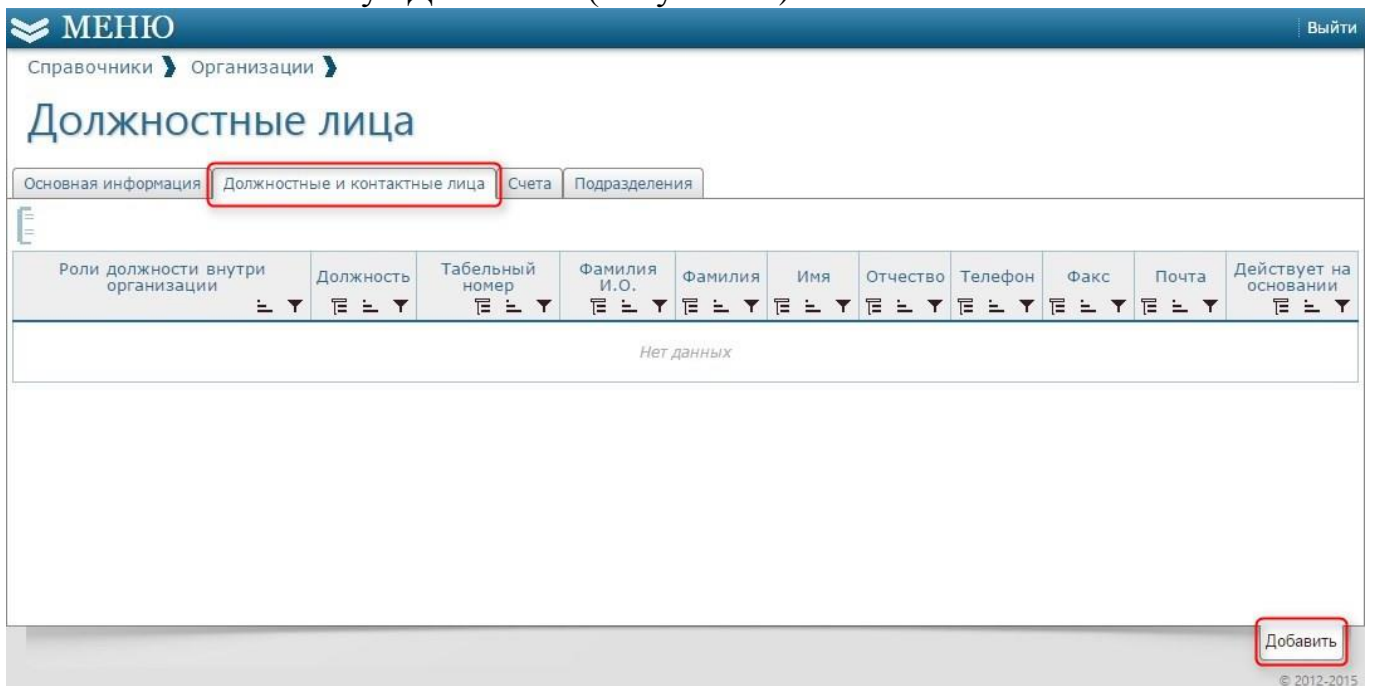 МЕНЮ Выйти
Справочники Организации
Должностные лица
Основная информация Должностные и контактные лица Счета Подразделения
Роли должности внутри организации
Должность
Табельный номер
Фамилия И.О.
Фамилия
Имя
Отчество
Телефон
Факс
Почта
Действует на основании
Нет данных
Добавить
© 2012-2015